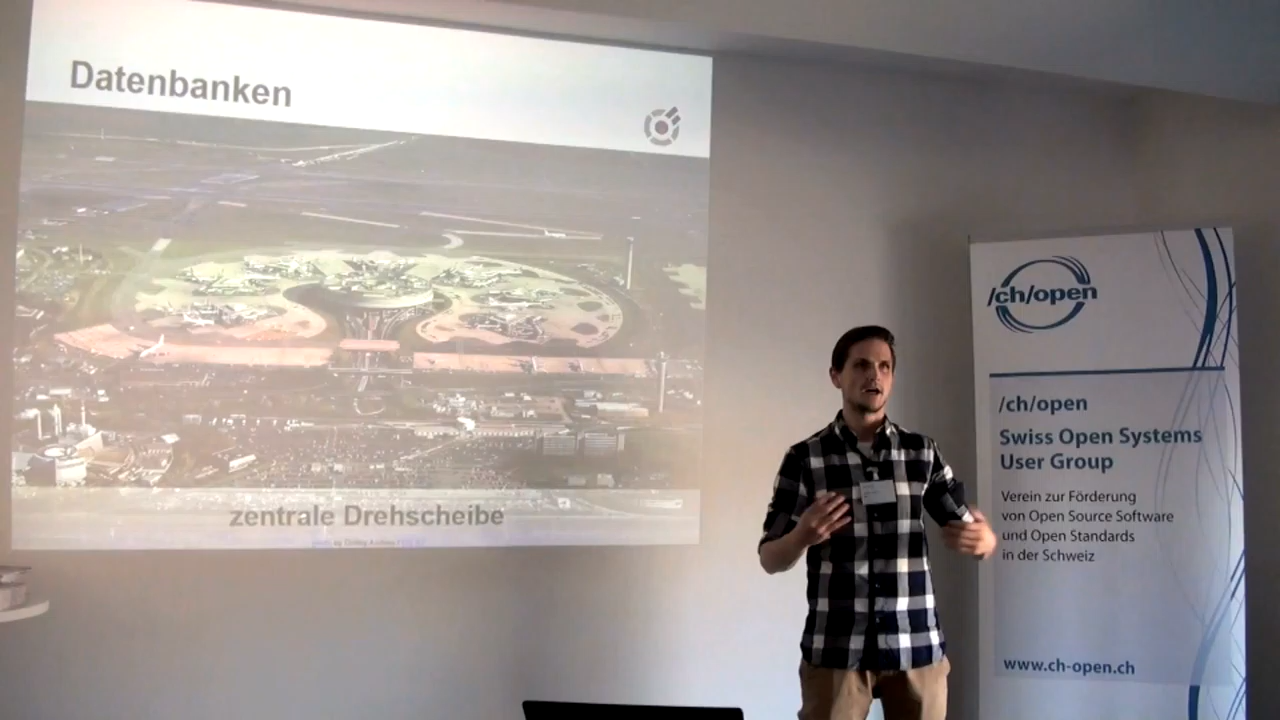 Datenbanken
zentrale Drehscheibe
/ch/open
/ch/open
Swiss Open Systems
User Group
Verein zur Förderung
von Open Source Software
und Open Standards
in der Schweiz
www.ch-open.ch